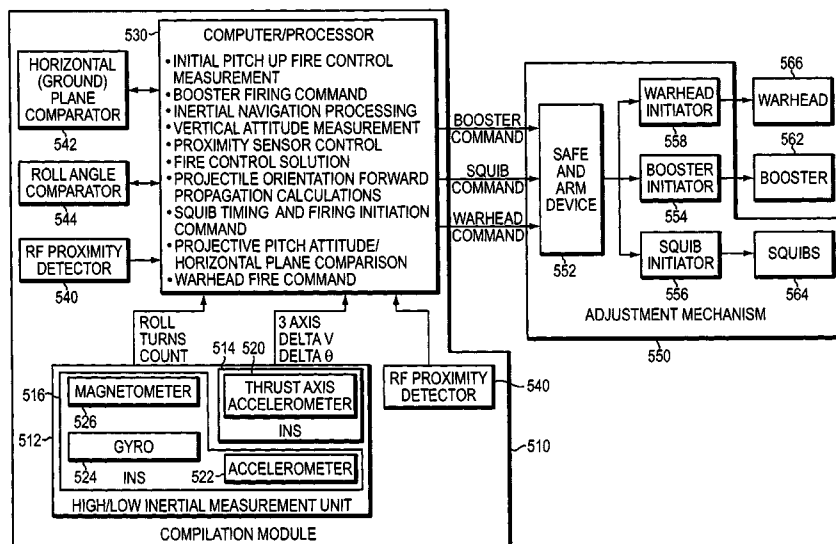 530
COMPUTER/PROCESSOR
• INITIAL PITCH UP FIRE CONTROL
MEASUREMENT
• BOOSTER FIRING COMMAND
• INERTIAL NAVIGATION PROCESSING
• VERTICAL ATTITUDE MEASUREMENT
• PROXIMITY SENSOR CONTROL
• FIRE CONTROL SOLUTION
• PROJECTILE ORIENTATION FORWARD
PROPAGATION CALCULATIONS
• SQUIB TIMING AND FIRING INITIATION
COMMAND
• PROJECTIVE PITCH ATTITUDE/
HORIZONTAL PLANE COMPARISON
• WARHEAD FIRE COMMAND
HORIZONTAL
(GROUND)
PLANE
COMPARATOR
542
ROLL ANGLE
COMPARATOR
544
RF PROXIMITY
DETECTOR
540
BOOSTER
COMMAND
SQUIB
COMMAND
WARHEAD
COMMAND
SAFE
AND
ARM
DEVICE
552
WARHEAD
INITIATOR
558
BOOSTER
INITIATOR
554
SQUIB
INITIATOR
556
566
WARHEAD
562
BOOSTER
SQUIBS
564
ADJUSTMENT MECHANISM
550
ROLL
TURNS
COUNT
3 AXIS
DELTA V
DELTA θ
514
520
THRUST AXIS
ACCELEROMETER
INS
516
MAGNETOMETER
526
512
GYRO
524
INS
522
ACCELEROMETER
HIGH/LOW INERTIAL MEASUREMENT UNIT
RF PROXIMITY
DETECTOR
540
510
COMPILATION MODULE